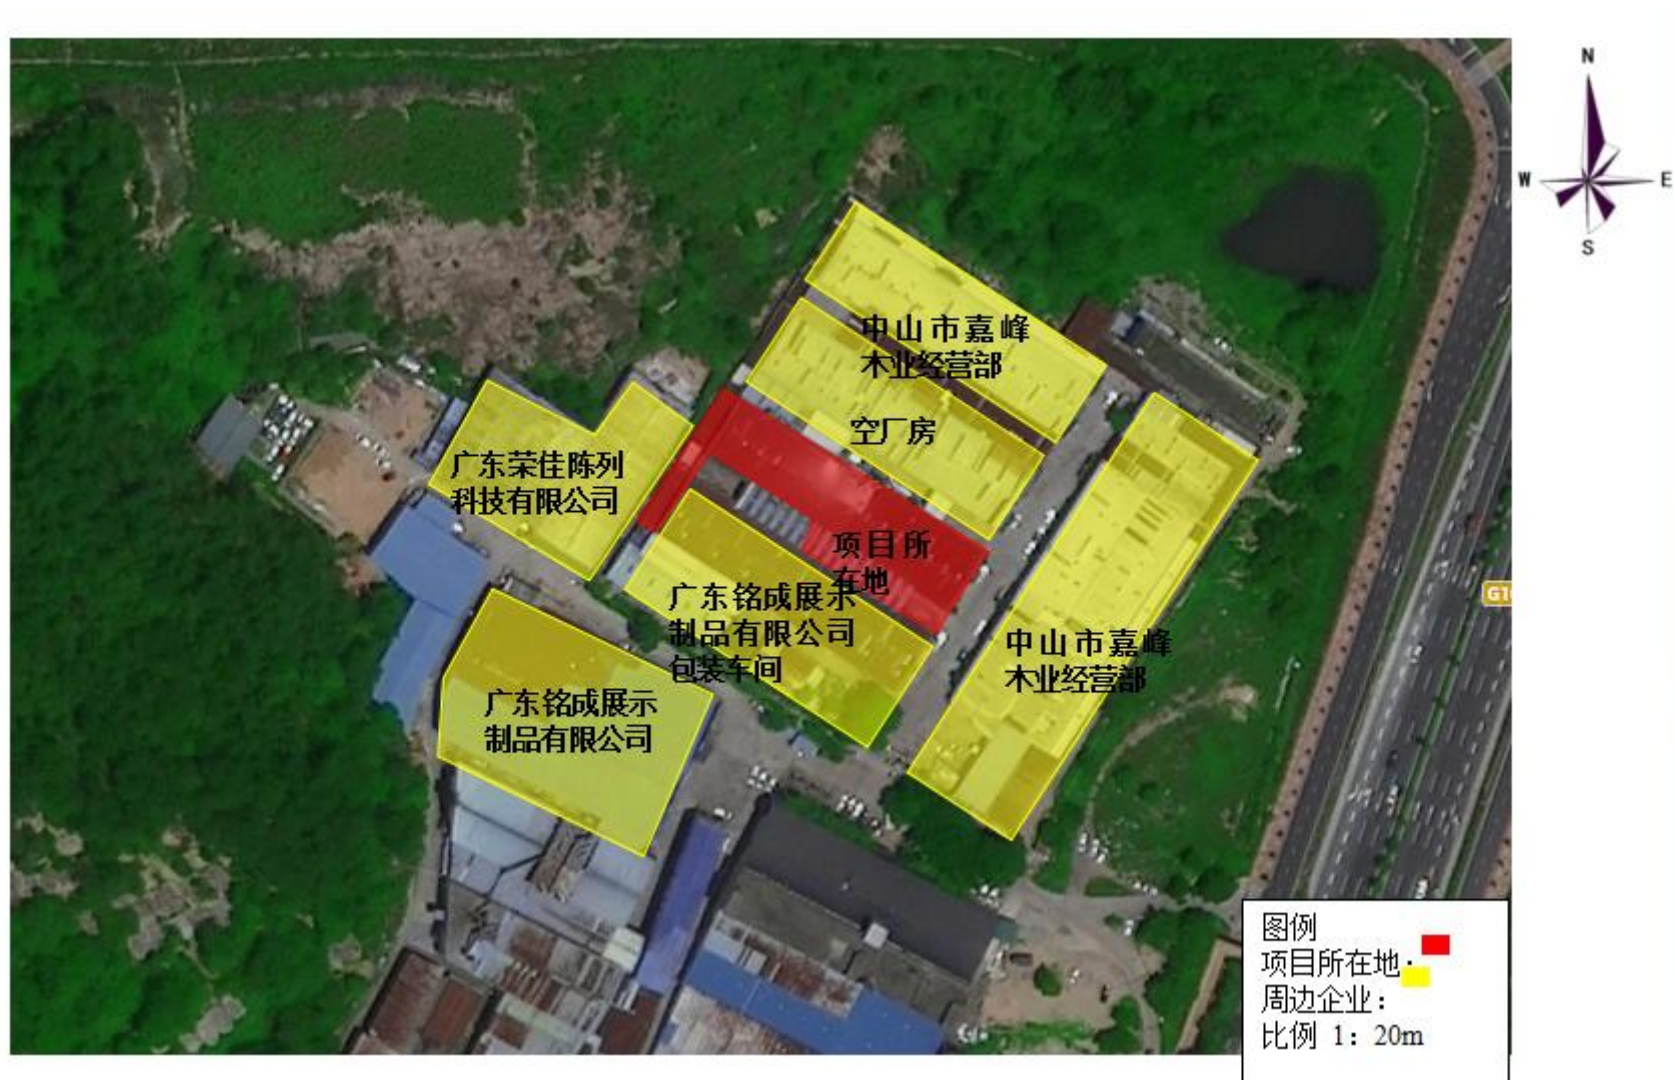 N
W
E
S
中山市嘉峰
木业经营部
空厂房
广东荣佳陈列
科技有限公司
项目所
在地
广东铭成展示
制品有限公司
包装车间
中山市嘉峰
木业经营部
广东铭成展示
制品有限公司
图例
项目所在地：
周边企业：
比例 1：20m